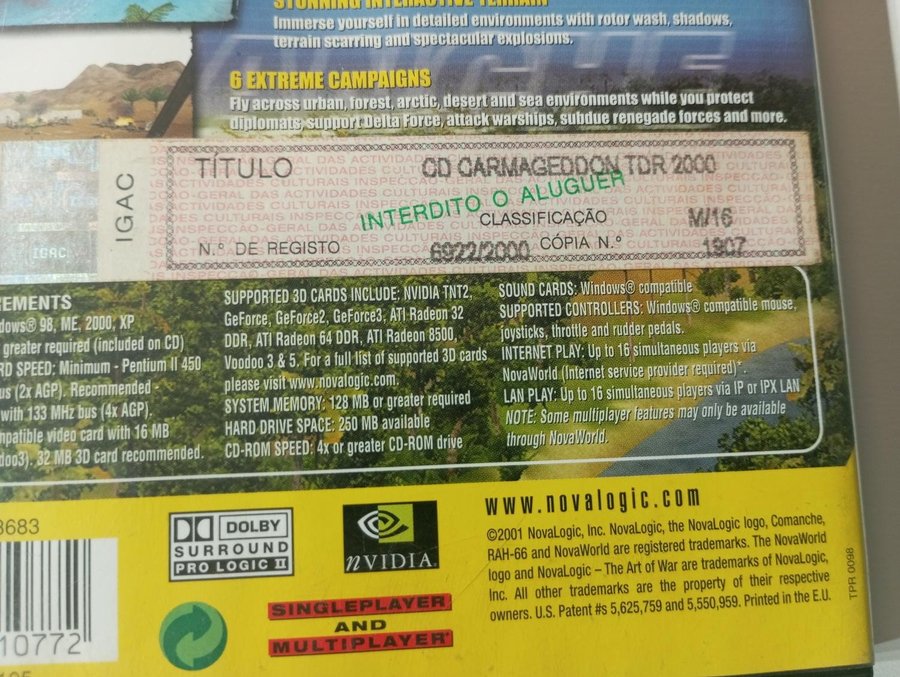 STUNNING INTERACTIVE TERRAIN
Immerse yourself in detailed environments with rotor wash, shadows,
terrain scarring and spectacular explosions.
6 EXTREME CAMPAIGNS
Fly across urban, forest, arctic, desert and sea environments while you protect
diplomats, support Delta Force, attack warships, subdue renegade forces and more.
IGAC
IGAC
TÍTULO CD CARMAGEDDON TDR 2000
INTERDITO O ALUGUER
CLASSIFICAÇÃO M/16
N.º DE REGISTO 6922/2000 CÓPIA N.º 1307
REMENTS
dows® 98, ME, 2000, XP
greater required (included on CD)
RD SPEED: Minimum - Pentium II 450
us (2x AGP). Recommended -
with 133 MHz bus (4x AGP).
mpatible video card with 16 MB
doo3). 32 MB 3D card recommended.
SUPPORTED 3D CARDS INCLUDE: NVIDIA TNT2,
GeForce, GeForce2, GeForce3, ATI Radeon 32
DDR, ATI Radeon 64 DDR, ATI Radeon 8500,
Voodoo 3 & 5. For a full list of supported 3D cards
please visit www.novalogic.com.
SYSTEM MEMORY: 128 MB or greater required
HARD DRIVE SPACE: 250 MB available
CD-ROM SPEED: 4x or greater CD-ROM drive
SOUND CARDS: Windows® compatible
SUPPORTED CONTROLLERS: Windows® compatible mouse,
joysticks, throttle and rudder pedals.
INTERNET PLAY: Up to 16 simultaneous players via
NovaWorld (Internet service provider required)*.
LAN PLAY: Up to 16 simultaneous players via IP or IPX LAN
NOTE: Some multiplayer features may only be available
through NovaWorld.
3683
10772
DOLBY
SURROUND
PRO LOGIC II
nVIDIA.
SINGLEPLAYER
AND
MULTIPLAYER*
www.novalogic.com
©2001 NovaLogic, Inc. NovaLogic, the NovaLogic logo, Comanche,
RAH-66 and NovaWorld are registered trademarks. The NovaWorld
logo and NovaLogic – The Art of War are trademarks of NovaLogic,
Inc. All other trademarks are the property of their respective
owners. U.S. Patent #s 5,625,759 and 5,550,959. Printed in the E.U.
TPR 0098